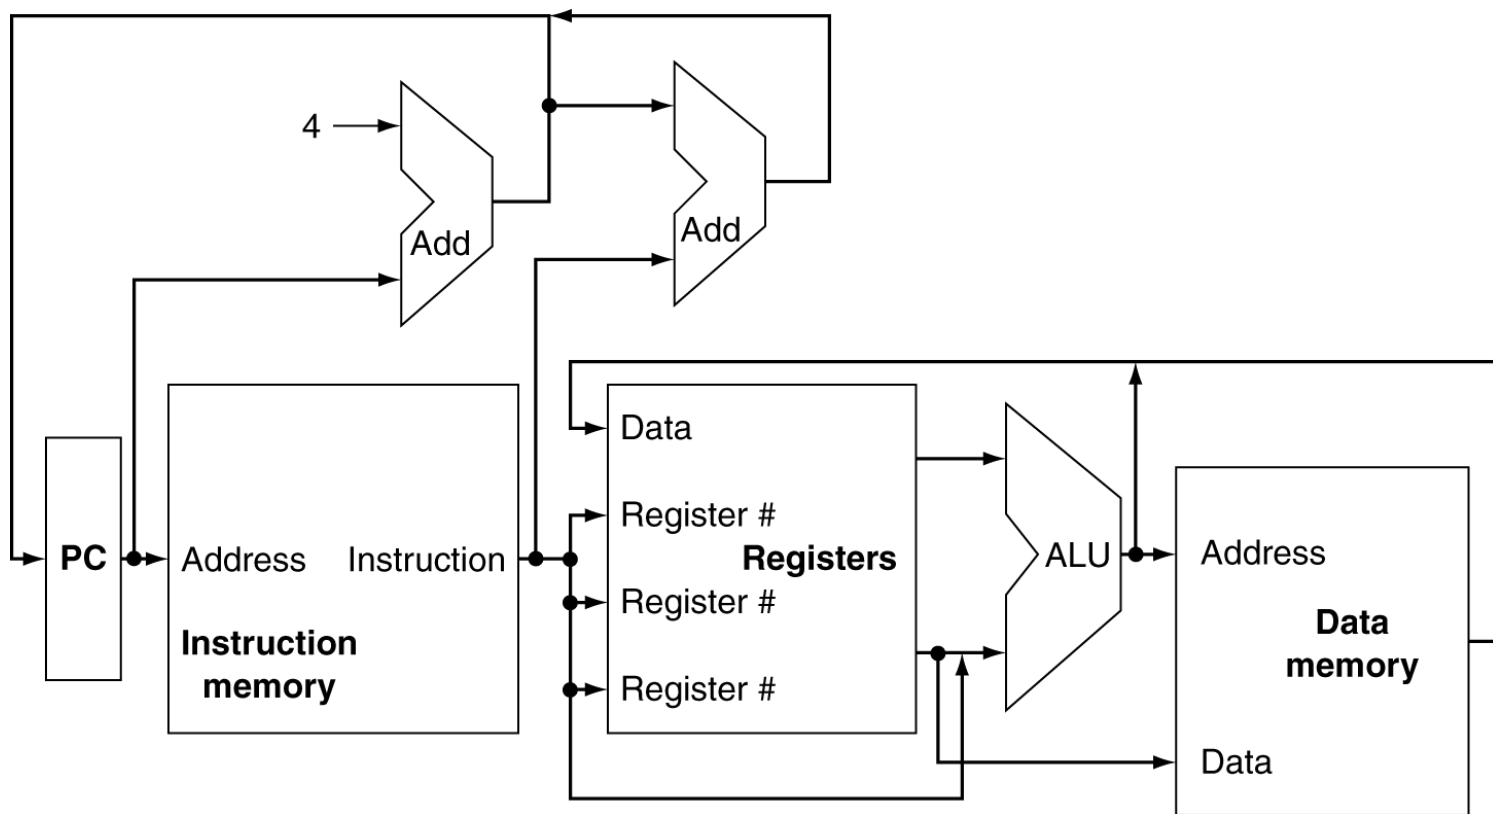 4
Add
Add
Data
Register #
PC
Address
Instruction
Registers
ALU
Address
Register #
Instruction
memory
Data
memory
Register #
Data